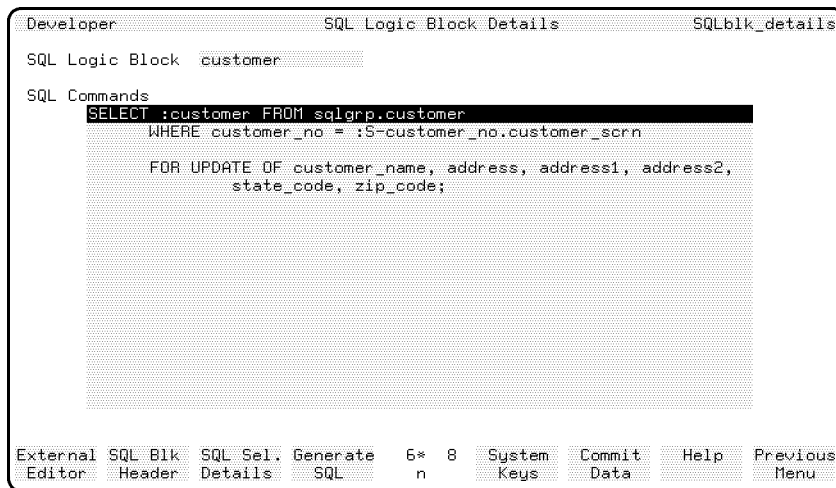 Developer SQL Logic Block Details SQLblk_details
SQL Logic Block customer
SQL Commands
SELECT :customer FROM sqlgrp.customer
WHERE customer_no = :S-customer_no.customer_scrn
FOR UPDATE OF customer_name, address, address1, address2,
state_code, zip_code;
External SQL Blk SQL Sel. Generate 6* 8 System Commit Help Previous
Editor Header Details SQL n Keys Data Menu